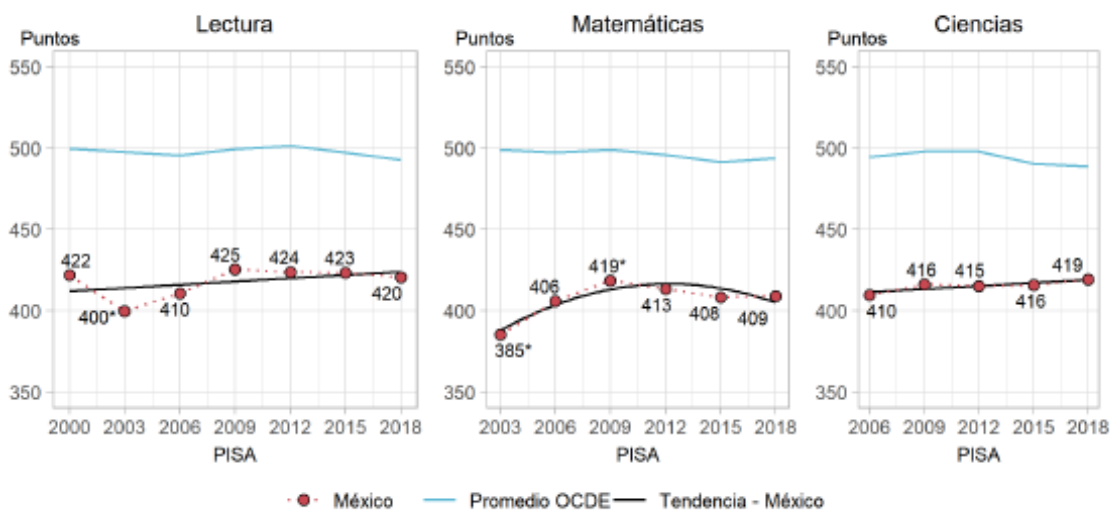 Lectura
Puntos
550
500
450
400
350
422
400*
410
425
424
423
420
2000 2003 2006 2009 2012 2015 2018
PISA
Matemáticas
Puntos
550
500
450
400
350
385*
406
419*
413
408
409
2003 2006 2009 2012 2015 2018
PISA
Ciencias
Puntos
550
500
450
400
350
410
416
415
416
419
2006 2009 2012 2015 2018
PISA
México Promedio OCDE Tendencia - México